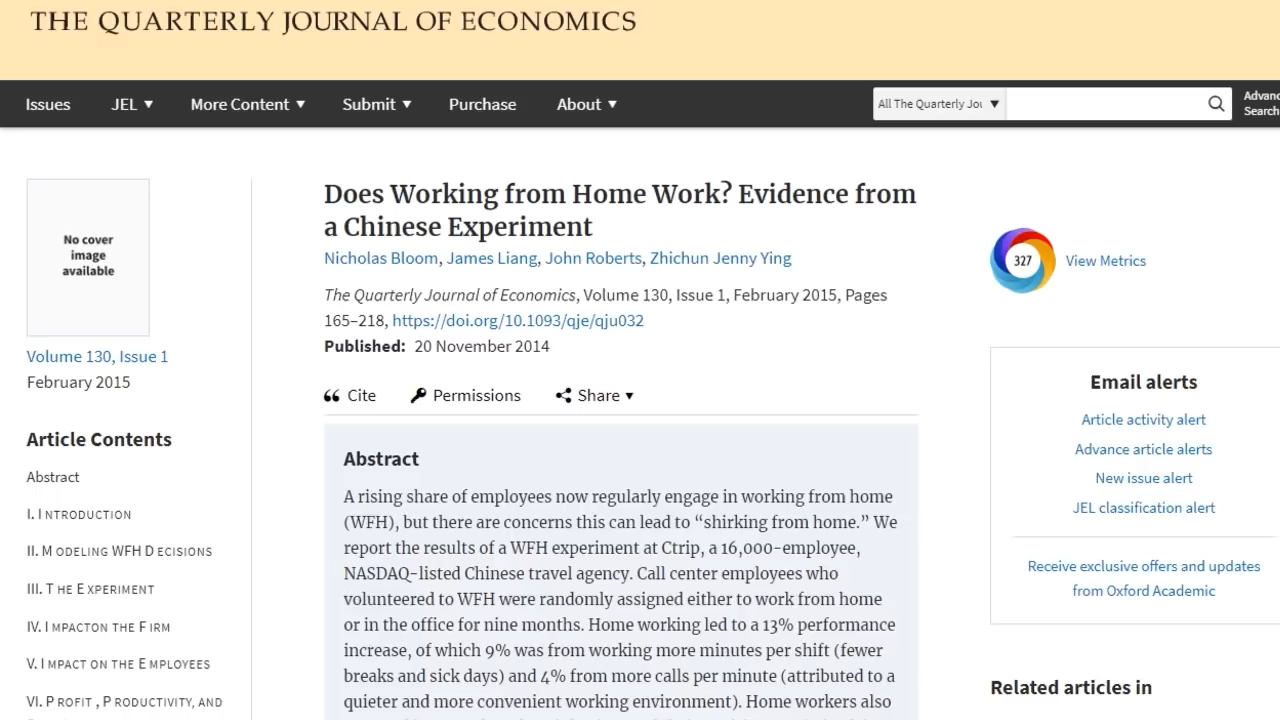 THE QUARTERLY JOURNAL OF ECONOMICS
Issues JEL ▼ More Content ▼ Submit ▼ Purchase About ▼
All The Quarterly Jou ▼
Advanc
Search
No cover
image
available
Volume 130, Issue 1
February 2015
Article Contents
Abstract
I. INTRODUCTION
II. MODELING WFH DECISIONS
III. THE EXPERIMENT
IV. IMPACTON THE FIRM
V. IMPACT ON THE EMPLOYEES
VI. PROFIT , PRODUCTIVITY, AND
Does Working from Home Work? Evidence from
a Chinese Experiment
Nicholas Bloom, James Liang, John Roberts, Zhichun Jenny Ying
The Quarterly Journal of Economics, Volume 130, Issue 1, February 2015, Pages
165–218, https://doi.org/10.1093/qje/qju032
Published: 20 November 2014
Cite Permissions Share ▼
Abstract
A rising share of employees now regularly engage in working from home
(WFH), but there are concerns this can lead to “shirking from home.” We
report the results of a WFH experiment at Ctrip, a 16,000-employee,
NASDAQ-listed Chinese travel agency. Call center employees who
volunteered to WFH were randomly assigned either to work from home
or in the office for nine months. Home working led to a 13% performance
increase, of which 9% was from working more minutes per shift (fewer
breaks and sick days) and 4% from more calls per minute (attributed to a
quieter and more convenient working environment). Home workers also
327
View Metrics
Email alerts
Article activity alert
Advance article alerts
New issue alert
JEL classification alert
Receive exclusive offers and updates
from Oxford Academic
Related articles in